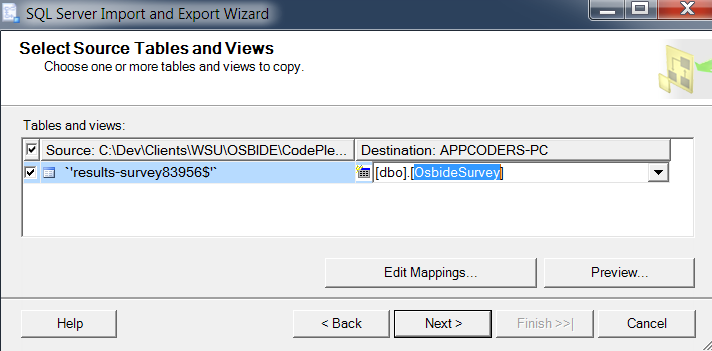 SQL Server Import and Export Wizard
Select Source Tables and Views
Choose one or more tables and views to copy.
Tables and views:
Source: C:\Dev\Clients\WSU\OSBIDE\CodePle... Destination: APPCODERS-PC
`'results-survey83956$'` [dbo].[OsbideSurvey]
Edit Mappings... Preview...
Help < Back Next > Finish >>| Cancel